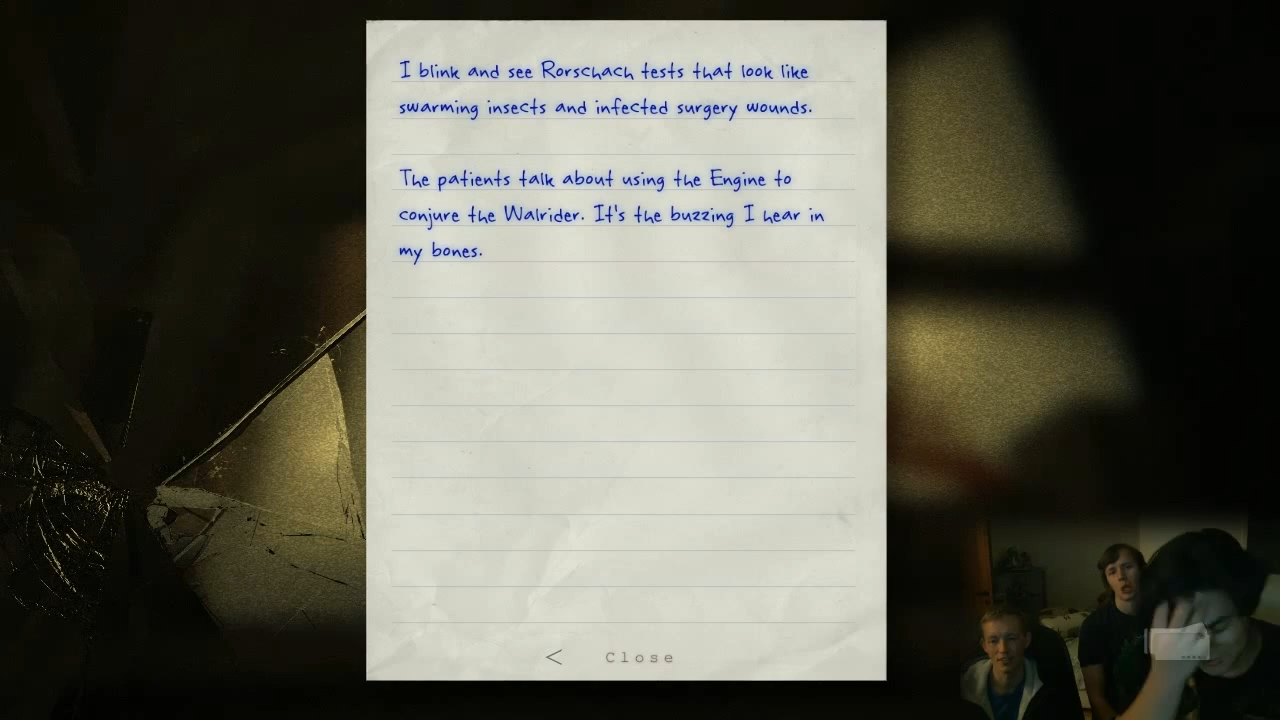 I blink and see Rorschach tests that look like
swarming insects and infected surgery wounds.
The patients talk about using the Engine to
conjure the Walrider. It's the buzzing I hear in
my bones.
< Close